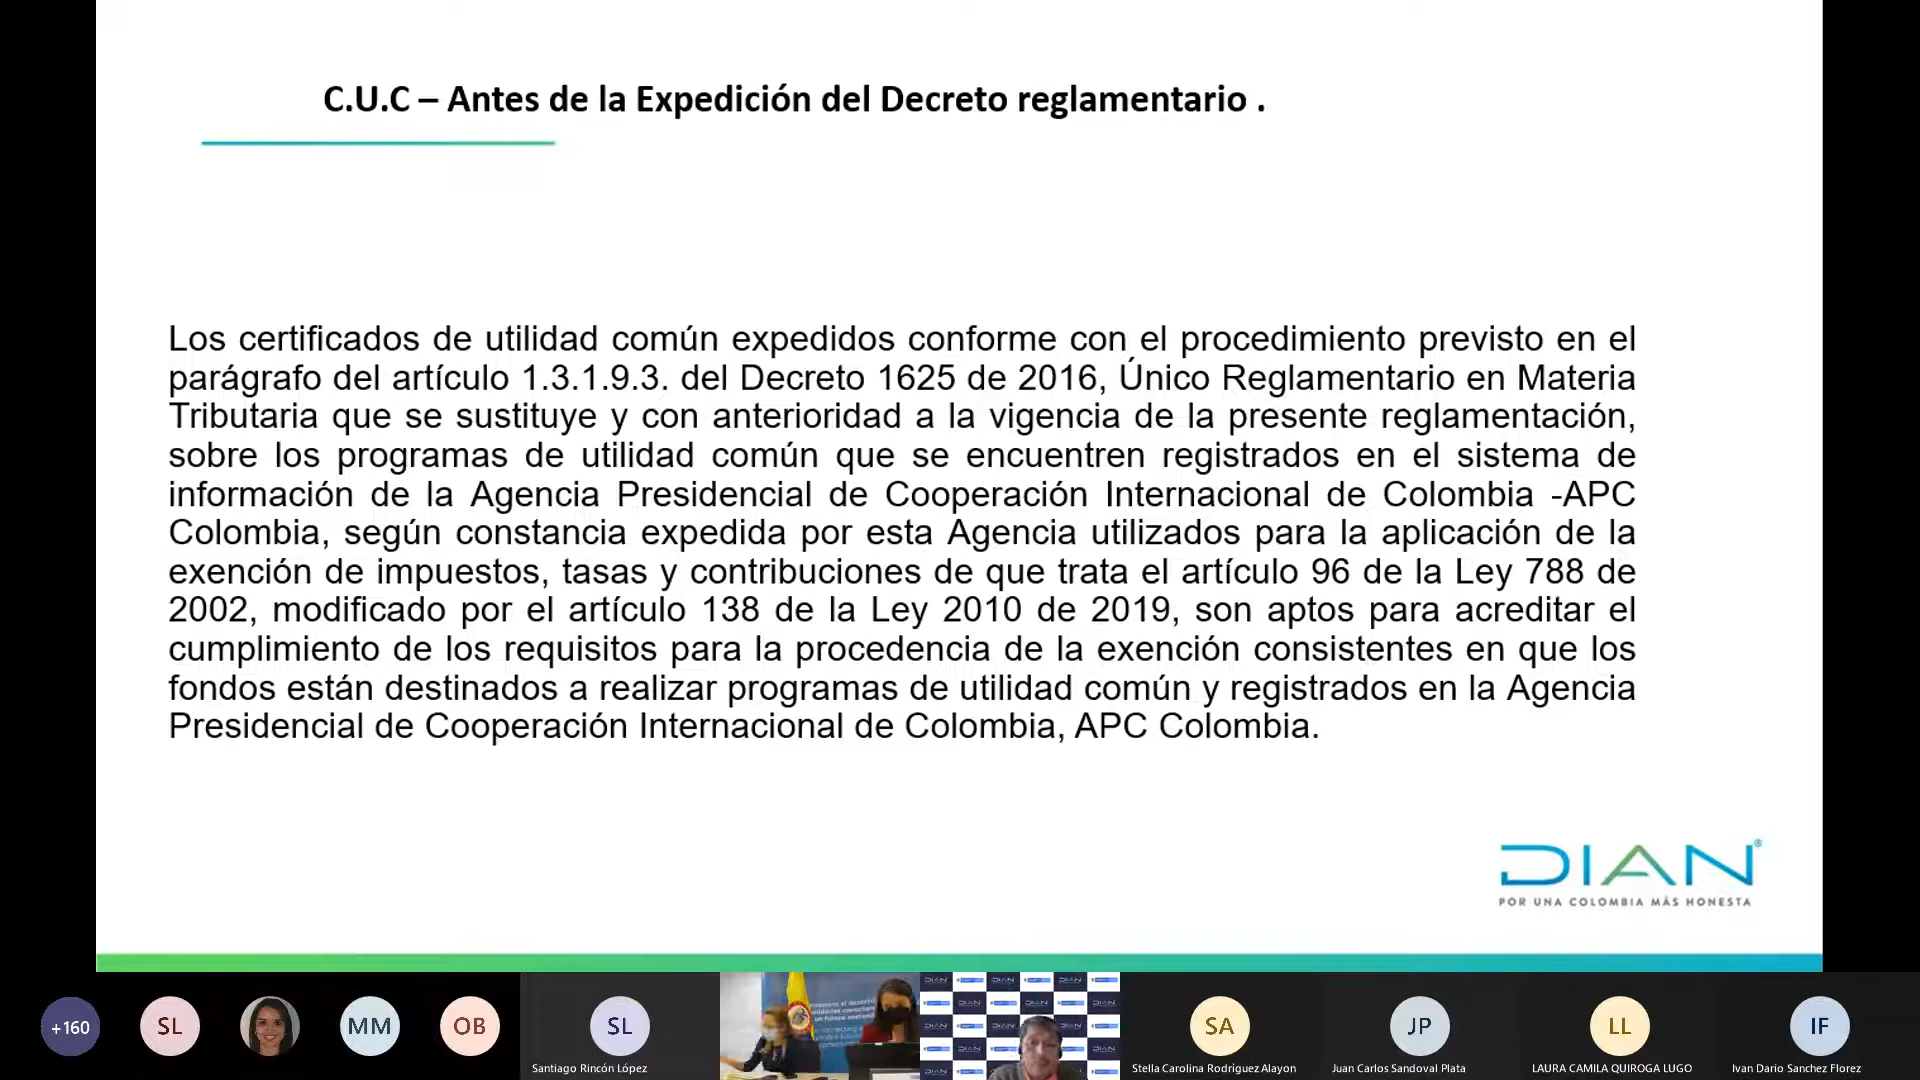 C.U.C – Antes de la Expedición del Decreto reglamentario .
Los certificados de utilidad común expedidos conforme con el procedimiento previsto en el
parágrafo del artículo 1.3.1.9.3. del Decreto 1625 de 2016, Único Reglamentario en Materia
Tributaria que se sustituye y con anterioridad a la vigencia de la presente reglamentación,
sobre los programas de utilidad común que se encuentren registrados en el sistema de
información de la Agencia Presidencial de Cooperación Internacional de Colombia -APC
Colombia, según constancia expedida por esta Agencia utilizados para la aplicación de la
exención de impuestos, tasas y contribuciones de que trata el artículo 96 de la Ley 788 de
2002, modificado por el artículo 138 de la Ley 2010 de 2019, son aptos para acreditar el
cumplimiento de los requisitos para la procedencia de la exención consistentes en que los
fondos están destinados a realizar programas de utilidad común y registrados en la Agencia
Presidencial de Cooperación Internacional de Colombia, APC Colombia.
DIAN®
POR UNA COLOMBIA MÁS HONESTA
+160
SL
MM
OB
SL
SA
JP
LL
IF
Santiago Rincón López
Stella Carolina Rodriguez Alayon
Juan Carlos Sandoval Plata
LAURA CAMILA QUIROGA LUGO
Ivan Dario Sanchez Florez